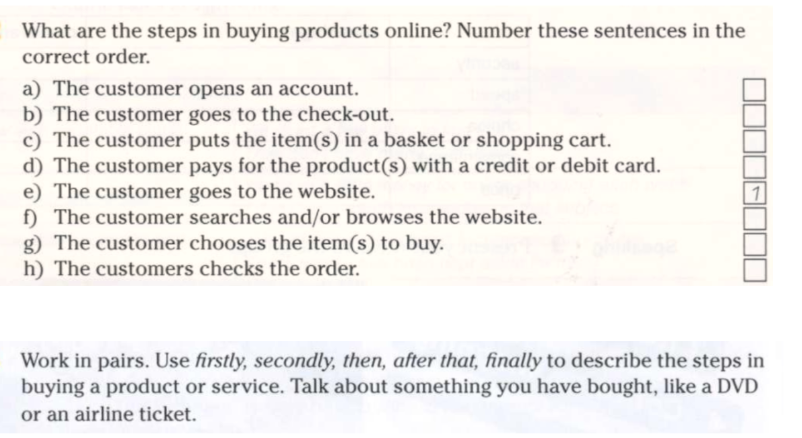 What are the steps in buying products online? Number these sentences in the
correct order.
a) The customer opens an account.
b) The customer goes to the check-out.
c) The customer puts the item(s) in a basket or shopping cart.
d) The customer pays for the product(s) with a credit or debit card.
e) The customer goes to the website. 1
f) The customer searches and/or browses the website.
g) The customer chooses the item(s) to buy.
h) The customers checks the order.
Work in pairs. Use firstly, secondly, then, after that, finally to describe the steps in
buying a product or service. Talk about something you have bought, like a DVD
or an airline ticket.